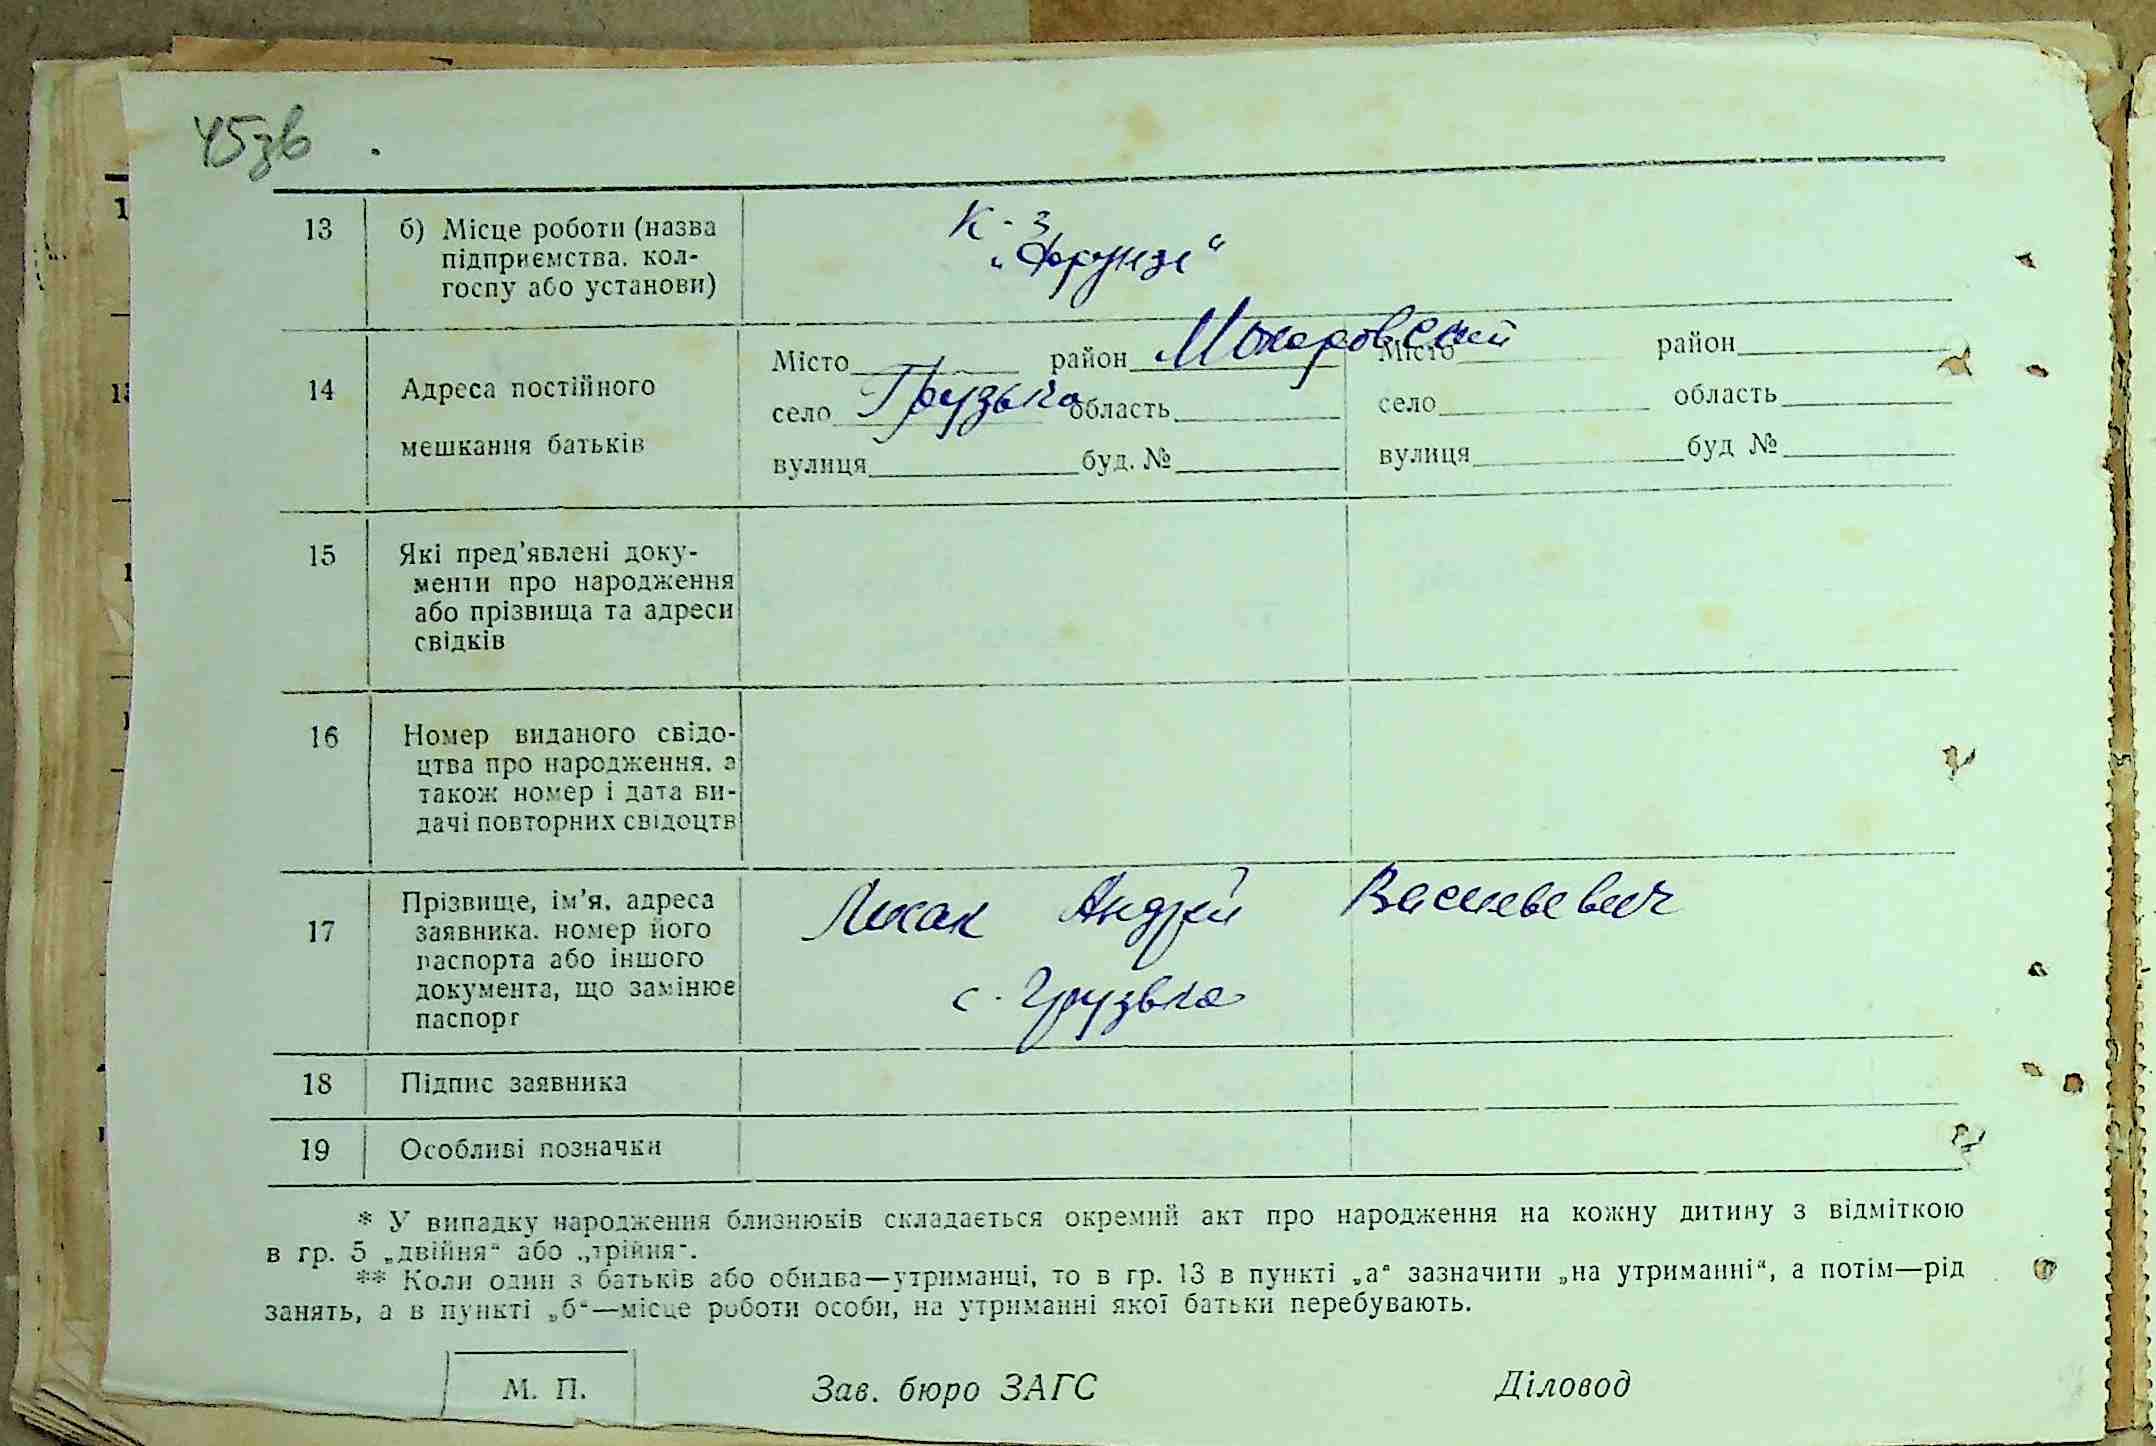 45зв
13 б) Місце роботи (назва
підприємства, кол-
госпу або установи)
К-з
„Фрунзе“
14 Адреса постійного
мешкання батьків
Місто район Макаровський
село Грузька область
вулиця буд. №
Місто район
село область
вулиця буд №
15 Які пред'явлені доку-
менти про народження
або прізвища та адреси
свідків
16 Номер виданого свідо-
цтва про народження, а
також номер і дата ви-
дачі повторних свідоцтв
17 Прізвище, ім'я, адреса
заявника, номер його
паспорта або іншого
документа, що замінює
паспорт
Андрій Васильевич
с. Грузька
18 Підпис заявника
19 Особливі позначки
* У випадку народження близнюків складається окремий акт про народження на кожну дитину з відміткою
в гр. 5 „двійня“ або „трійня“.
** Коли один з батьків або обидва—утриманці, то в гр. 13 в пункті „а“ зазначити „на утриманні“, а потім—рід
занять, а в пункті „б“—місце роботи особи, на утриманні якої батьки перебувають.
М. П. Зав. бюро ЗАГС Діловод